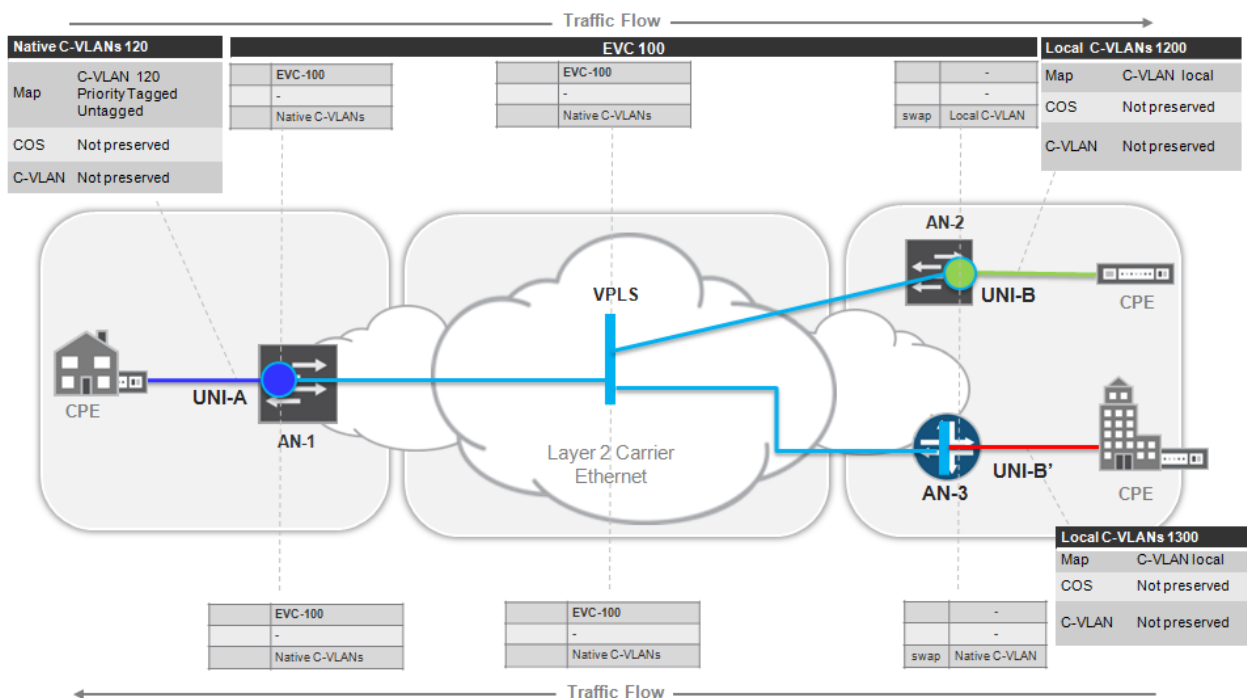 Traffic Flow
Native C-VLANs 120
EVC 100
Local C-VLANs 1200
Map
C-VLAN 120
Priority Tagged
Untagged
COS Not preserved
C-VLAN Not preserved
EVC-100
-
Native C-VLANs
EVC-100
-
Native C-VLANs
-
-
swap Local C-VLAN
Map C-VLAN local
COS Not preserved
C-VLAN Not preserved
AN-2
VPLS
UNI-B
CPE
UNI-A
CPE
AN-1
Layer 2 Carrier
Ethernet
AN-3
UNI-B’
CPE
Local C-VLANs 1300
Map C-VLAN local
COS Not preserved
C-VLAN Not preserved
EVC-100
-
Native C-VLANs
EVC-100
-
Native C-VLANs
-
-
swap Native C-VLAN
Traffic Flow